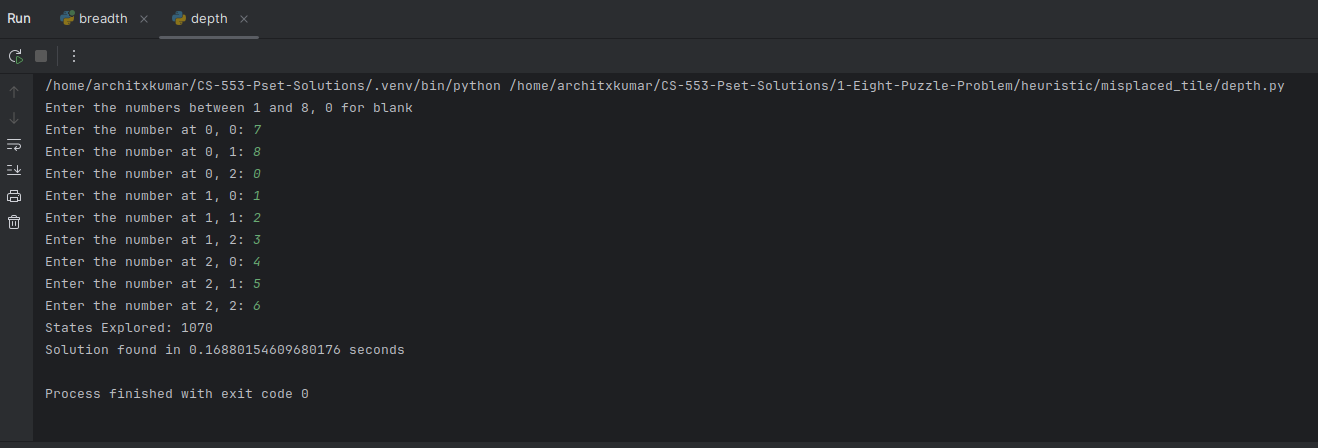 Run breadth depth
/home/architxkumar/CS-553-Pset-Solutions/.venv/bin/python /home/architxkumar/CS-553-Pset-Solutions/1-Eight-Puzzle-Problem/heuristic/misplaced_tile/depth.py
Enter the numbers between 1 and 8, 0 for blank
Enter the number at 0, 0: 7
Enter the number at 0, 1: 8
Enter the number at 0, 2: 0
Enter the number at 1, 0: 1
Enter the number at 1, 1: 2
Enter the number at 1, 2: 3
Enter the number at 2, 0: 4
Enter the number at 2, 1: 5
Enter the number at 2, 2: 6
States Explored: 1070
Solution found in 0.16880154609680176 seconds
Process finished with exit code 0